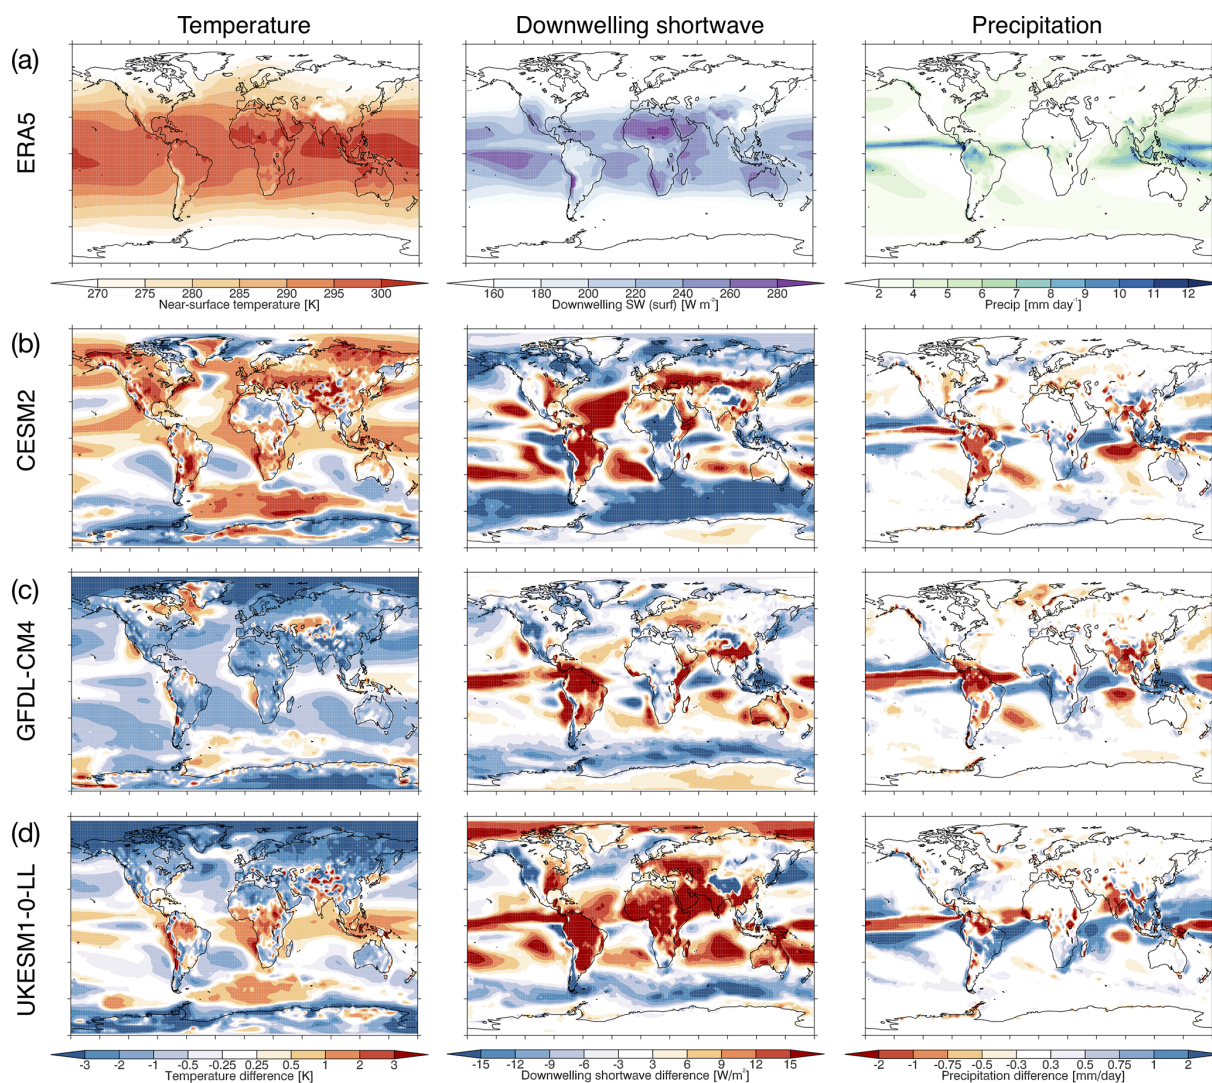 Temperature
Downwelling shortwave
Precipitation
(a)
ERA5
270 275 280 285 290 295 300
Near-surface temperature [K]
160 180 200 220 240 260 280
Downwelling SW (surf) [W m⁻²]
2 4 5 6 7 8 9 10 11 12
Precip [mm day⁻¹]
(b)
CESM2
(c)
GFDL-CM4
(d)
UKESM1-0-LL
-3 -2 -1 -0.5 -0.25 0.25 0.5 1 2 3
Temperature difference [K]
-15 -12 -9 -6 -3 3 6 9 12 15
Downwelling shortwave difference [W/m²]
-2 -1 -0.75 -0.5 -0.3 0.3 0.5 0.75 1 2
Precipitation difference [mm/day]